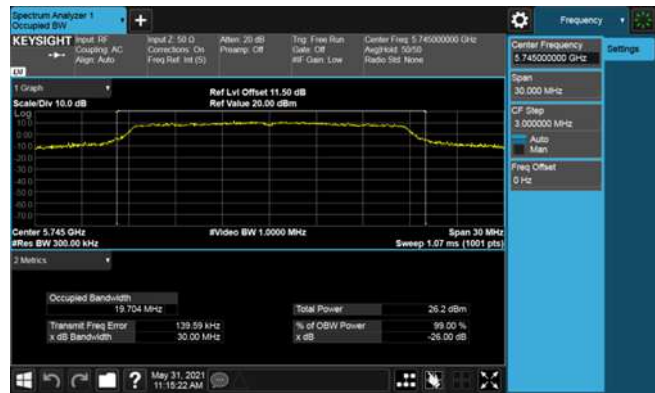 Spectrum Analyzer 1
Occupied BW
Frequency
KEYSIGHT
Input: RF
Coupling: AC
Align: Auto
Input Z: 50 Ω
Corrections: On
Freq Ref: Int (S)
Atten: 20 dB
Preamp: Off
Trig: Free Run
Gate: Off
#IF Gain: Low
Center Freq: 5.745000000 GHz
Avg|Hold: 50/50
Radio Std: None
LXI
Center Frequency
5.745000000 GHz
Settings
Span
30.000 MHz
CF Step
3.000000 MHz
Auto
Man
Freq Offset
0 Hz
1 Graph
Scale/Div 10.0 dB
Ref Lvl Offset 11.50 dB
Ref Value 20.00 dBm
Log
10.0
0.00
-10.0
-20.0
-30.0
-40.0
-50.0
-60.0
-70.0
Center 5.745 GHz
#Res BW 300.00 kHz
#Video BW 1.0000 MHz
Span 30 MHz
Sweep 1.07 ms (1001 pts)
2 Metrics
Occupied Bandwidth
19.704 MHz
Total Power 26.2 dBm
Transmit Freq Error 139.59 kHz
% of OBW Power 99.00 %
x dB Bandwidth 30.00 MHz
x dB -26.00 dB
?
May 31, 2021
11:15:22 AM